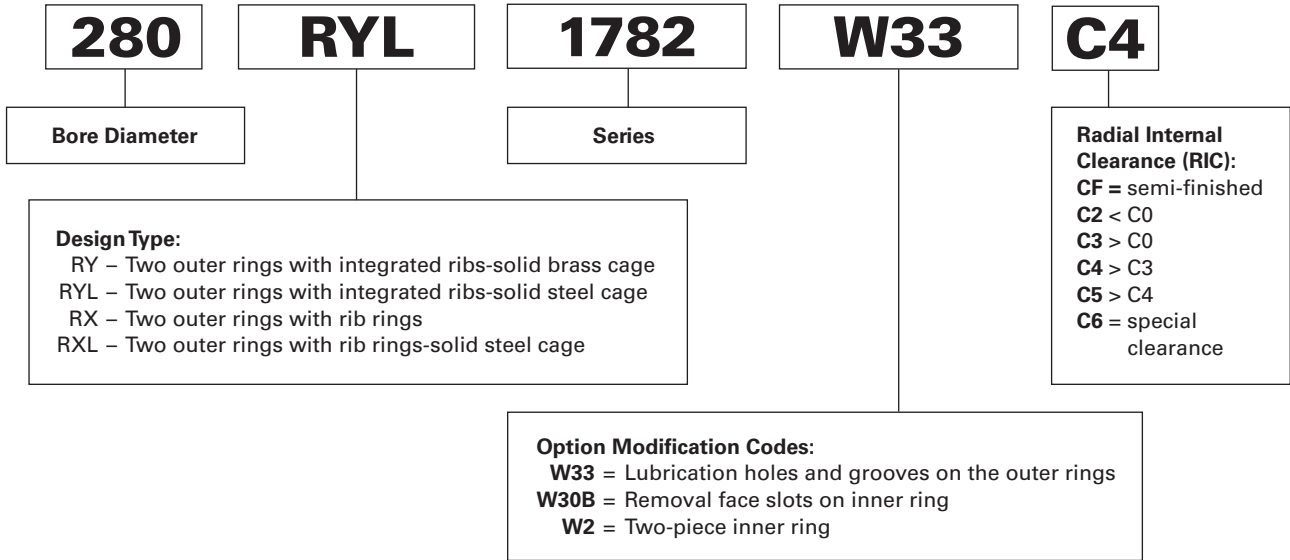 280 RYL 1782 W33 C4
Bore Diameter
Series
Design Type:
RY – Two outer rings with integrated ribs-solid brass cage
RYL – Two outer rings with integrated ribs-solid steel cage
RX – Two outer rings with rib rings
RXL – Two outer rings with rib rings-solid steel cage
Radial Internal
Clearance (RIC):
CF = semi-finished
C2 < C0
C3 > C0
C4 > C3
C5 > C4
C6 = special
clearance
Option Modification Codes:
W33 = Lubrication holes and grooves on the outer rings
W30B = Removal face slots on inner ring
W2 = Two-piece inner ring